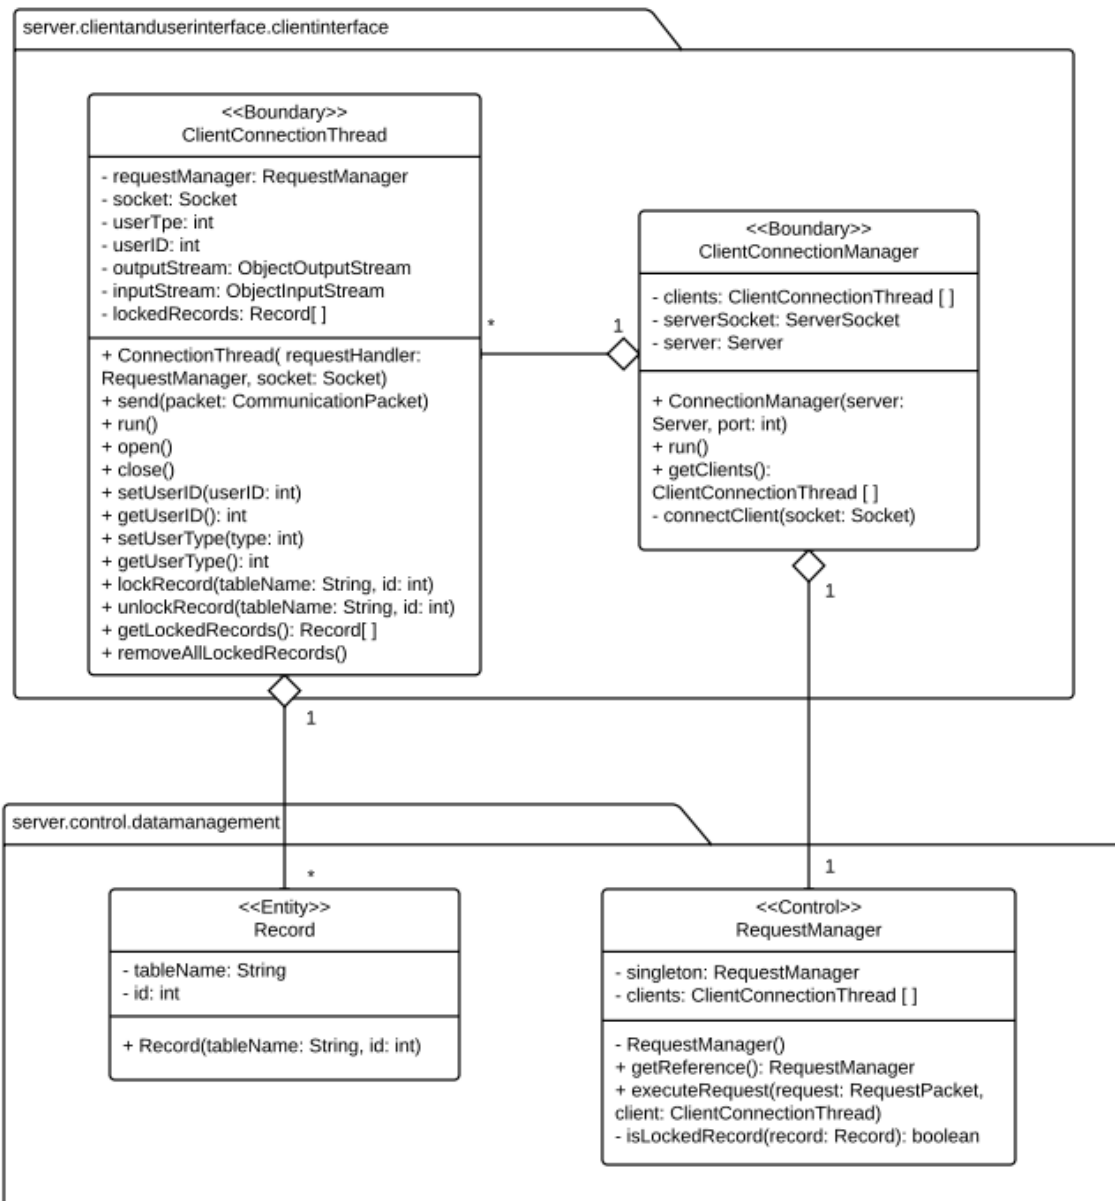 server.clientanduserinterface.clientinterface
<<Boundary>>
ClientConnectionThread
- requestManager: RequestManager
- socket: Socket
- userTpe: int
- userID: int
- outputStream: ObjectOutputStream
- inputStream: ObjectInputStream
- lockedRecords: Record[ ]
+ ConnectionThread( requestHandler:
RequestManager, socket: Socket)
+ send(packet: CommunicationPacket)
+ run()
+ open()
+ close()
+ setUserID(userID: int)
+ getUserID(): int
+ setUserType(type: int)
+ getUserType(): int
+ lockRecord(tableName: String, id: int)
+ unlockRecord(tableName: String, id: int)
+ getLockedRecords(): Record[ ]
+ removeAllLockedRecords()
*
1
<<Boundary>>
ClientConnectionManager
- clients: ClientConnectionThread [ ]
- serverSocket: ServerSocket
- server: Server
+ ConnectionManager(server:
Server, port: int)
+ run()
+ getClients():
ClientConnectionThread [ ]
- connectClient(socket: Socket)
1
1
server.control.datamanagement
*
1
<<Entity>>
Record
- tableName: String
- id: int
+ Record(tableName: String, id: int)
<<Control>>
RequestManager
- singleton: RequestManager
- clients: ClientConnectionThread [ ]
- RequestManager()
+ getReference(): RequestManager
+ executeRequest(request: RequestPacket,
client: ClientConnectionThread)
- isLockedRecord(record: Record): boolean